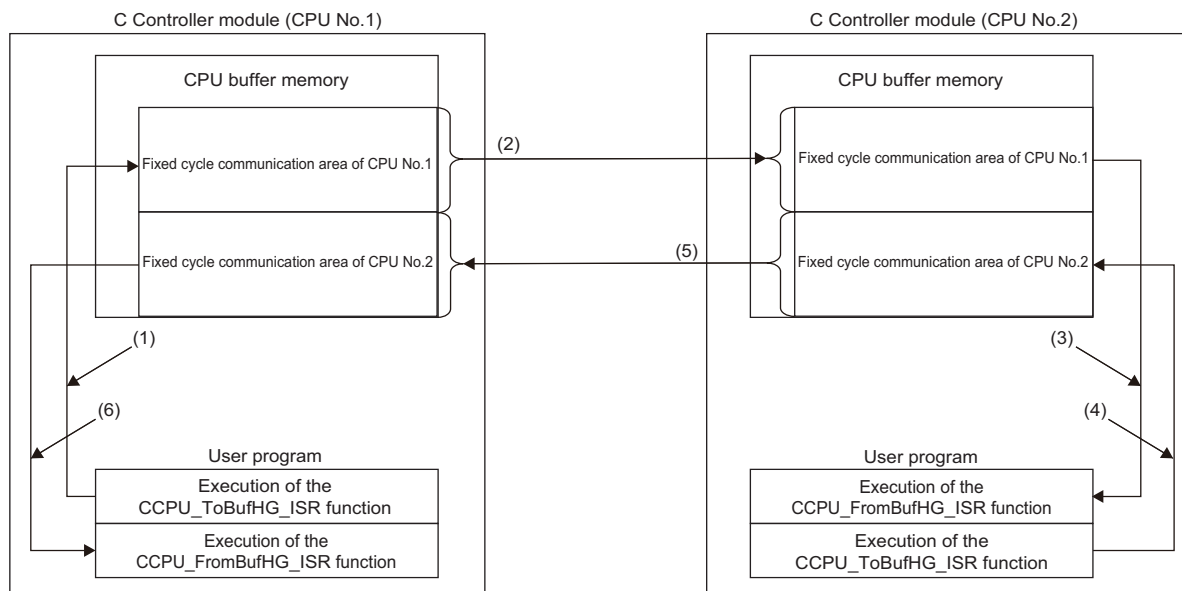 C Controller module (CPU No.1)
CPU buffer memory
Fixed cycle communication area of CPU No.1
Fixed cycle communication area of CPU No.2
(1)
(6)
User program
Execution of the
CCPU_ToBufHG_ISR function
Execution of the
CCPU_FromBufHG_ISR function
(2)
(5)
C Controller module (CPU No.2)
CPU buffer memory
Fixed cycle communication area of CPU No.1
Fixed cycle communication area of CPU No.2
(3)
(4)
User program
Execution of the
CCPU_FromBufHG_ISR function
Execution of the
CCPU_ToBufHG_ISR function